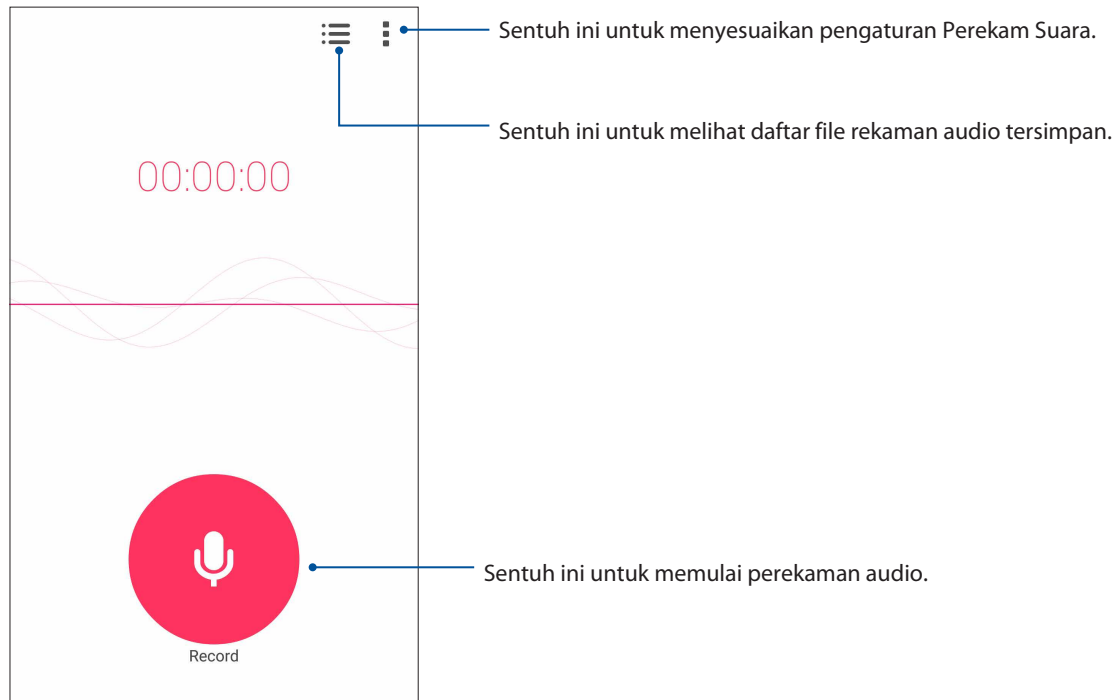 Sentuh ini untuk menyesuaikan pengaturan Perekam Suara.
Sentuh ini untuk melihat daftar file rekaman audio tersimpan.
00:00:00
Sentuh ini untuk memulai perekaman audio.
Record